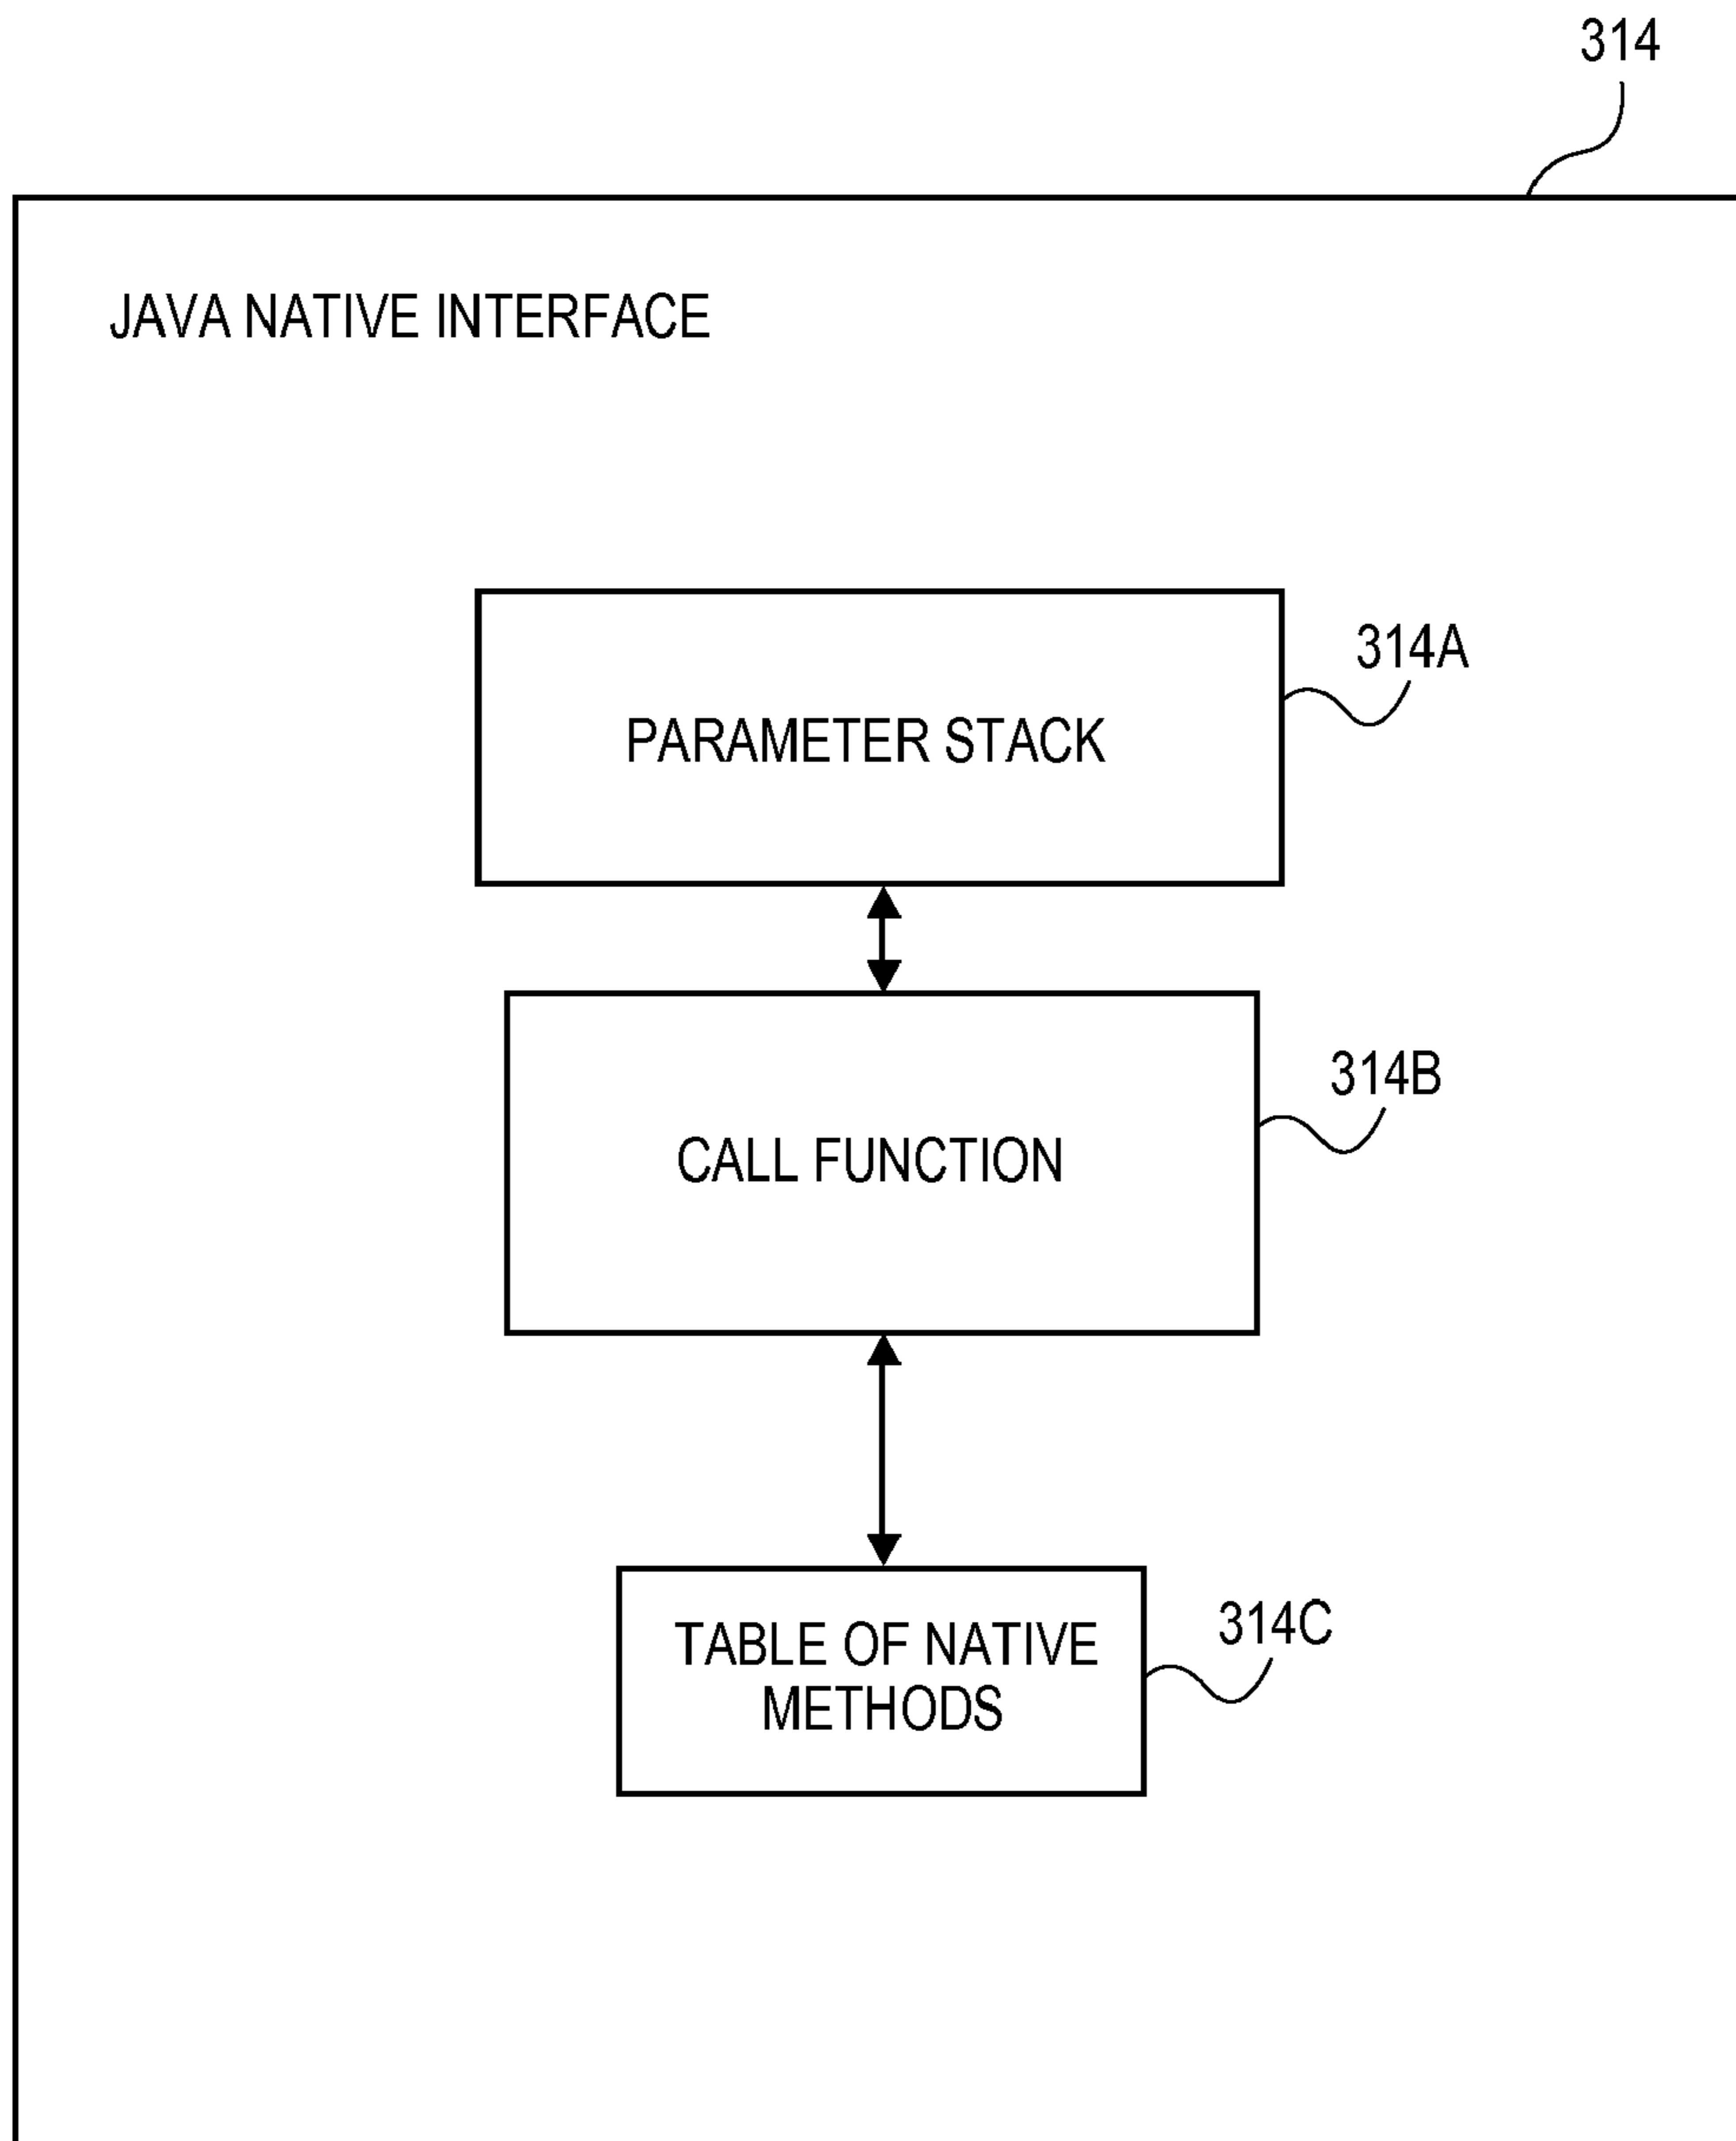 314
JAVA NATIVE INTERFACE
314A
PARAMETER STACK
314B
CALL FUNCTION
314C
TABLE OF NATIVE
METHODS